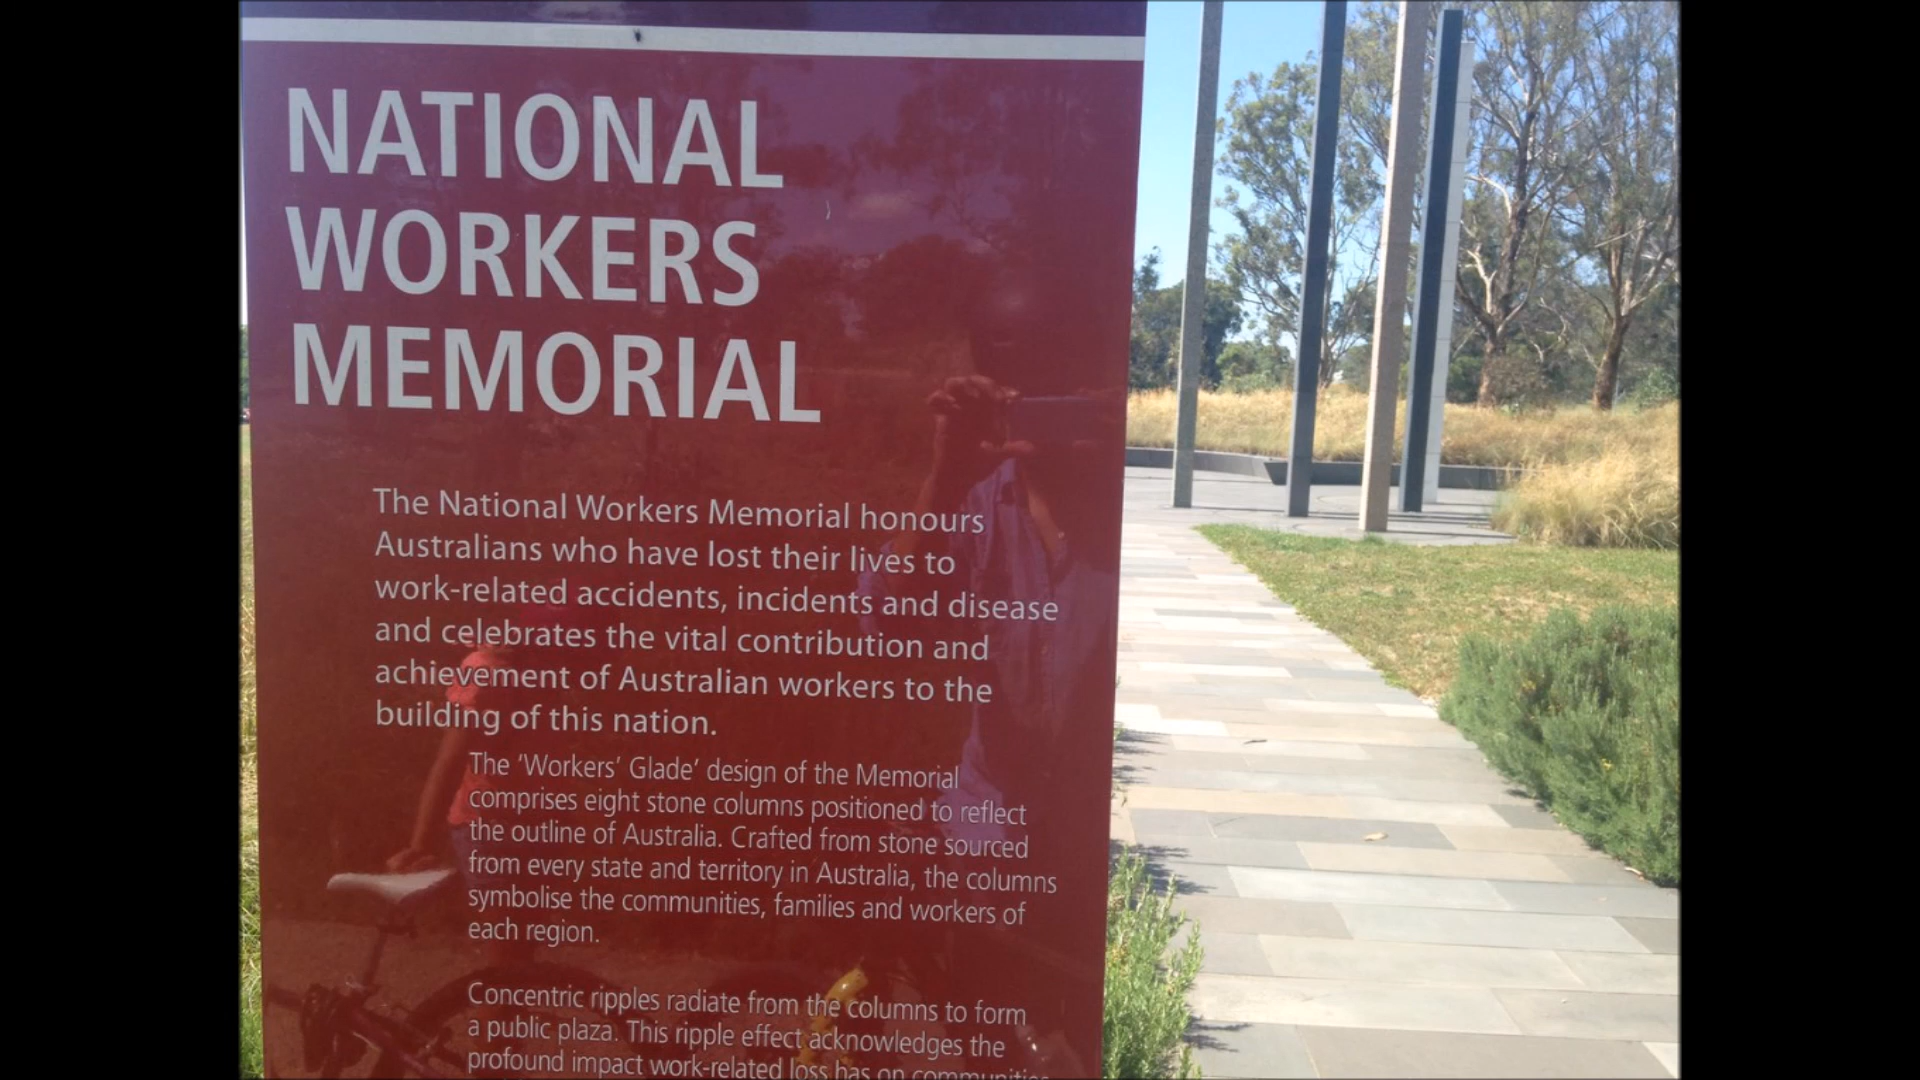 NATIONAL
WORKERS
MEMORIAL
The National Workers Memorial honours
Australians who have lost their lives to
work-related accidents, incidents and disease
and celebrates the vital contribution and
achievement of Australian workers to the
building of this nation.
The ‘Workers’ Glade’ design of the Memorial
comprises eight stone columns positioned to reflect
the outline of Australia. Crafted from stone sourced
from every state and territory in Australia, the columns
symbolise the communities, families and workers of
each region.
Concentric ripples radiate from the columns to form
a public plaza. This ripple effect acknowledges the
profound impact work-related loss has on communities